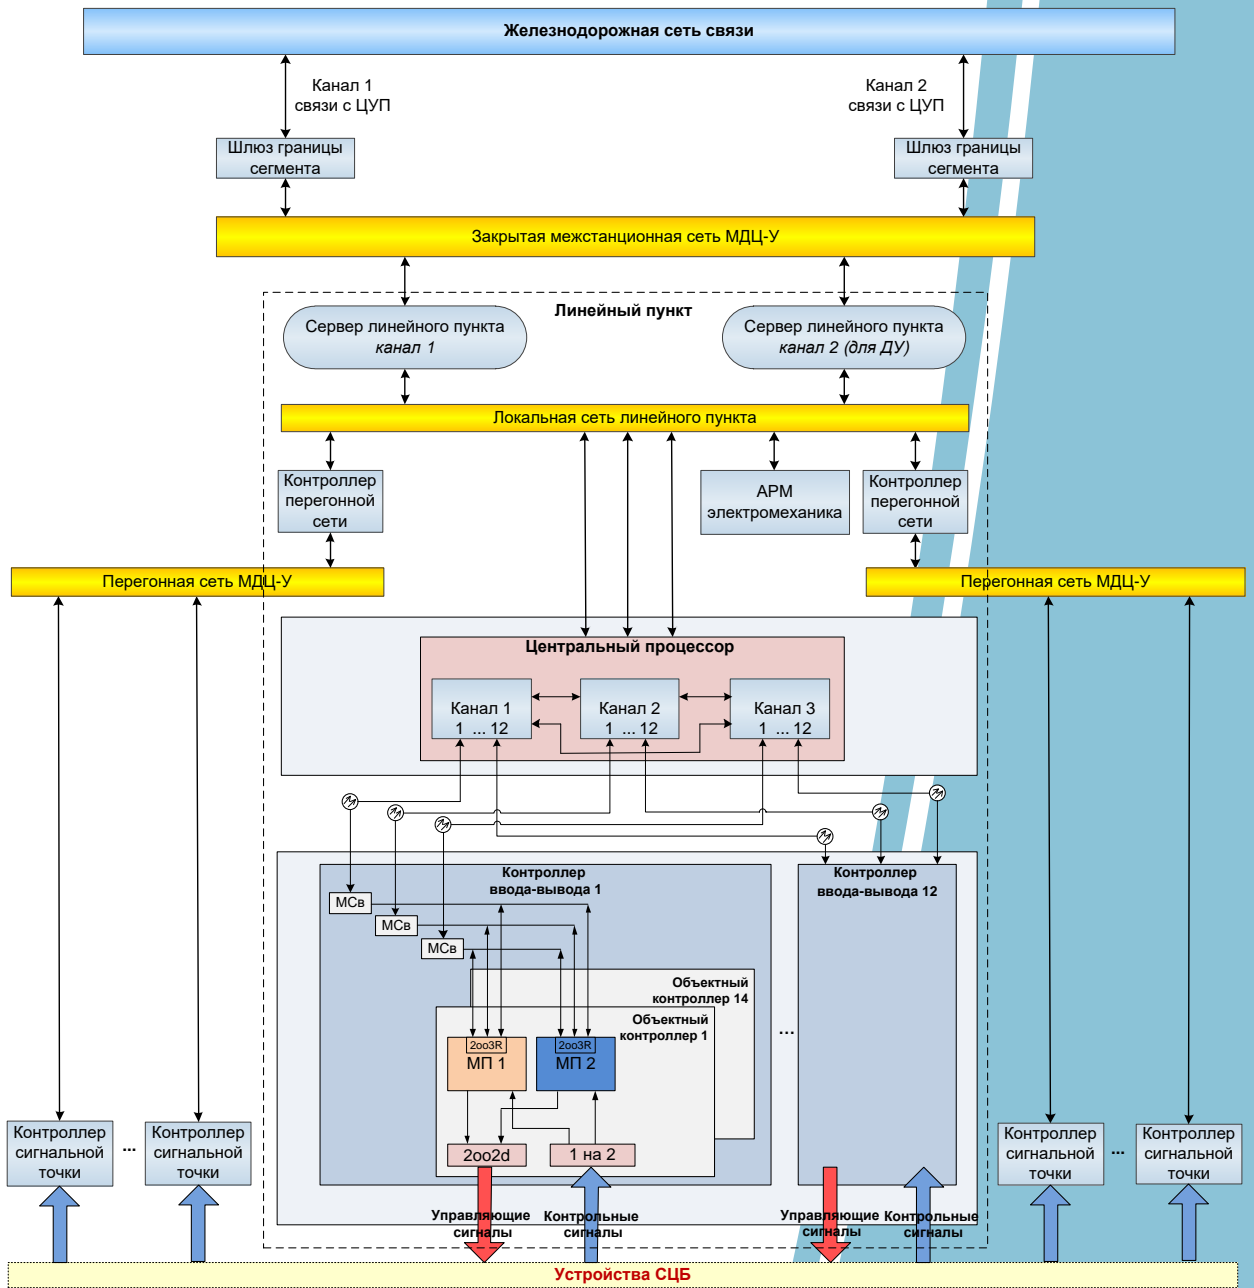 Железнодорожная сеть связи
Канал 1
связи с ЦУП
Канал 2
связи с ЦУП
Шлюз границы
сегмента
Шлюз границы
сегмента
Закрытая межстанционная сеть МДЦ-У
Линейный пункт
Сервер линейного пункта
канал 1
Сервер линейного пункта
канал 2 (для ДУ)
Локальная сеть линейного пункта
Контроллер
перегонной
сети
АРМ
электромеханика
Контроллер
перегонной
сети
Перегонная сеть МДЦ-У
Перегонная сеть МДЦ-У
Центральный процессор
Канал 1
1 ... 12
Канал 2
1 ... 12
Канал 3
1 ... 12
Контроллер
ввода-вывода 1
Контроллер
ввода-вывода 12
МСв
МСв
МСв
Объектный
контроллер 14
Объектный
контроллер 1
...
2oo3R
МП 1
2oo3R
МП 2
2oo2d
1 на 2
Контроллер
сигнальной
точки
...
Контроллер
сигнальной
точки
Контроллер
сигнальной
точки
...
Контроллер
сигнальной
точки
Управляющие
сигналы
Контрольные
сигналы
Управляющие
сигналы
Контрольные
сигналы
Устройства СЦБ